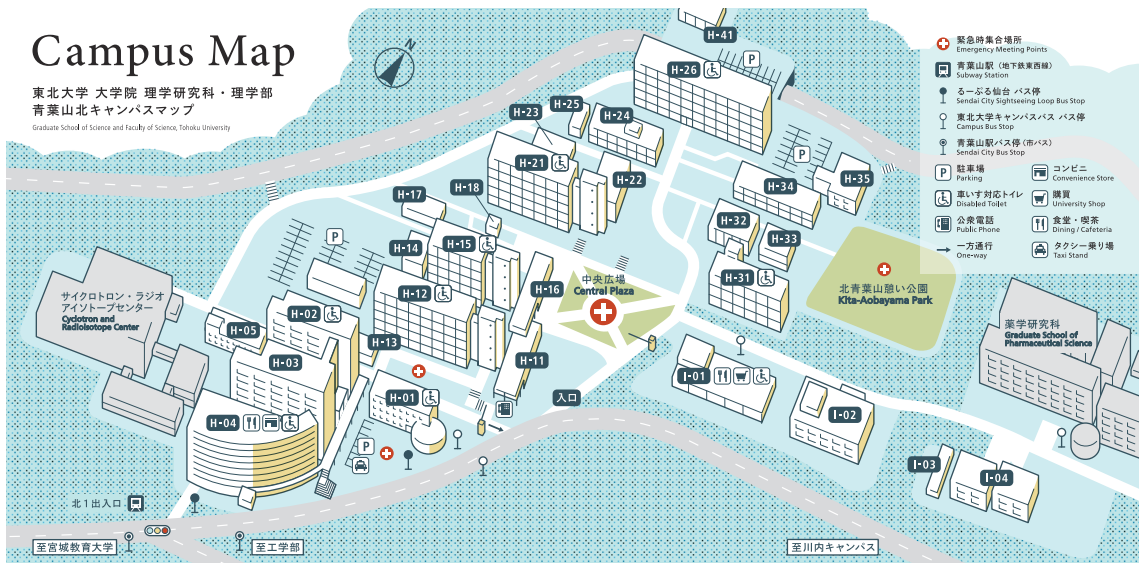 Campus Map
東北大学 大学院 理学研究科・理学部
青葉山北キャンパスマップ
Graduate School of Science and Faculty of Science, Tohoku University
N
緊急時集合場所
Emergency Meeting Points
青葉山駅（地下鉄東西線）
Subway Station
るーぷる仙台 バス停
Sendai City Sightseeing Loop Bus Stop
東北大学キャンパスバス バス停
Campus Bus Stop
青葉山駅バス停（市バス）
Sendai City Bus Stop
P 駐車場
Parking
車いす対応トイレ
Disabled Toilet
公衆電話
Public Phone
一方通行
One-way
コンビニ
Convenience Store
購買
University Shop
食堂・喫茶
Dining / Cafeteria
タクシー乗り場
Taxi Stand
H-41
P
H-26
H-25
H-24
H-23
H-21
H-22
P
H-35
H-34
H-32
H-33
H-31
H-18
H-17
H-15
H-14
H-12
H-16
H-11
H-13
P
H-02
H-05
H-03
H-04
H-01
P
中央広場
Central Plaza
北青葉山憩い公園
Kita-Aobayama Park
サイクロトロン・ラジオ
アイソトープセンター
Cyclotron and
Radioisotope Center
薬学研究科
Graduate School of
Pharmaceutical Science
入口
I-01
I-02
I-03
I-04
北1出入口
至宮城教育大学
至工学部
至川内キャンパス